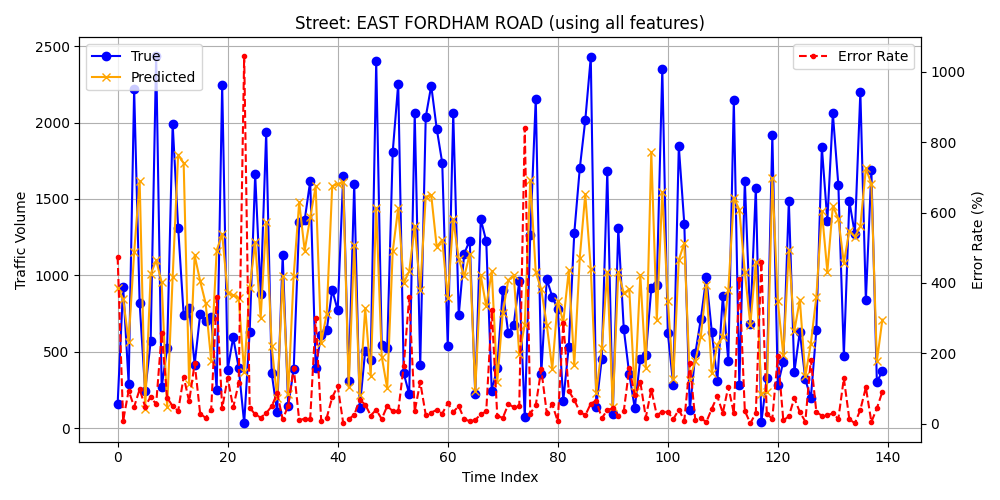 Street: EAST FORDHAM ROAD (using all features)
True
Predicted
Error Rate
Traffic Volume
2500
2000
1500
1000
500
0
Error Rate (%)
1000
800
600
400
200
0
0 20 40 60 80 100 120 140
Time Index